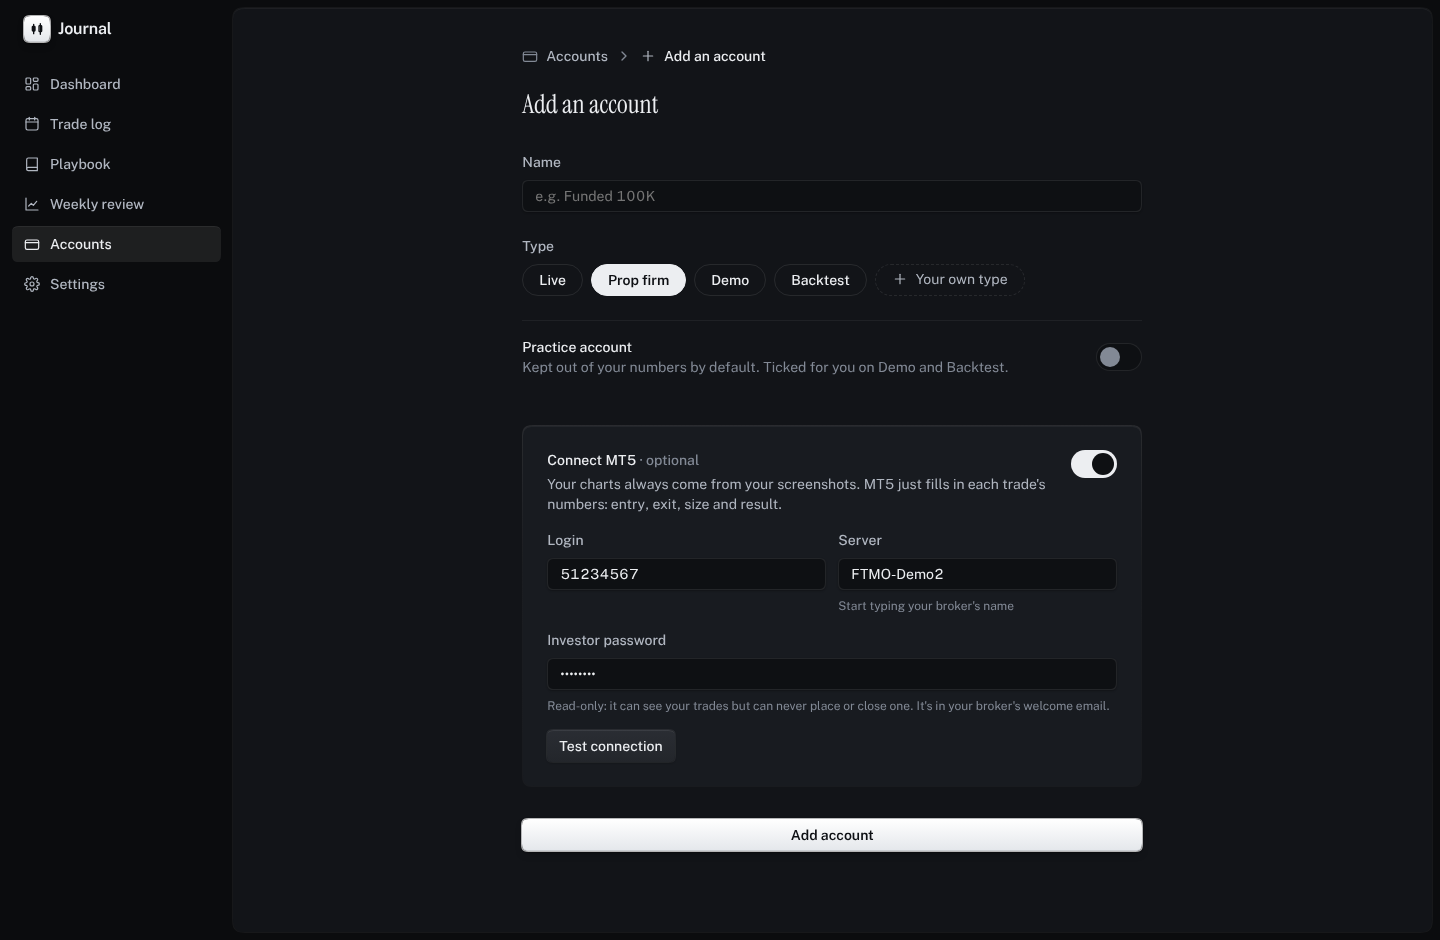 Journal
Dashboard
Trade log
Playbook
Weekly review
Accounts
Settings
Accounts
Add an account
Add an account
Name
e.g. Funded 100K
Type
Live
Prop firm
Demo
Backtest
Your own type
Practice account
Kept out of your numbers by default. Ticked for you on Demo and Backtest.
Connect MT5 · optional
Your charts always come from your screenshots. MT5 just fills in each trade's
numbers: entry, exit, size and result.
Login
Server
51234567
FTMO-Demo2
Start typing your broker's name
Investor password
••••••••
Read-only: it can see your trades but can never place or close one. It's in your broker's welcome email.
Test connection
Add account